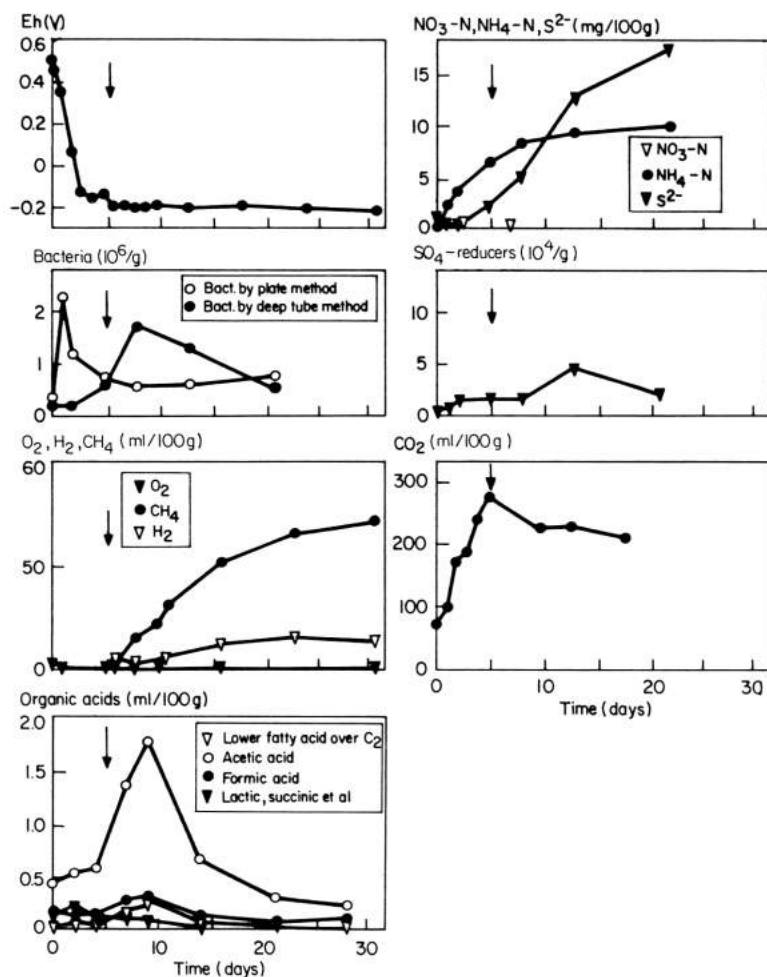 Eh(V)
0.6
0.4
0.2
0
-0.2
NO3-N, NH4-N, S2- (mg/100g)
15
10
5
0
NO3-N
NH4-N
S2-
Bacteria (10^6/g)
2
1
0
Bact. by plate method
Bact. by deep tube method
SO4-reducers (10^4/g)
10
5
0
O2, H2, CH4 (ml/100g)
60
50
0
O2
CH4
H2
CO2 (ml/100g)
300
200
100
0
0
10
20
30
Time (days)
Organic acids (ml/100g)
2.0
1.5
1.0
0.5
0
Lower fatty acid over C2
Acetic acid
Formic acid
Lactic, succinic et al
0
10
20
30
Time (days)